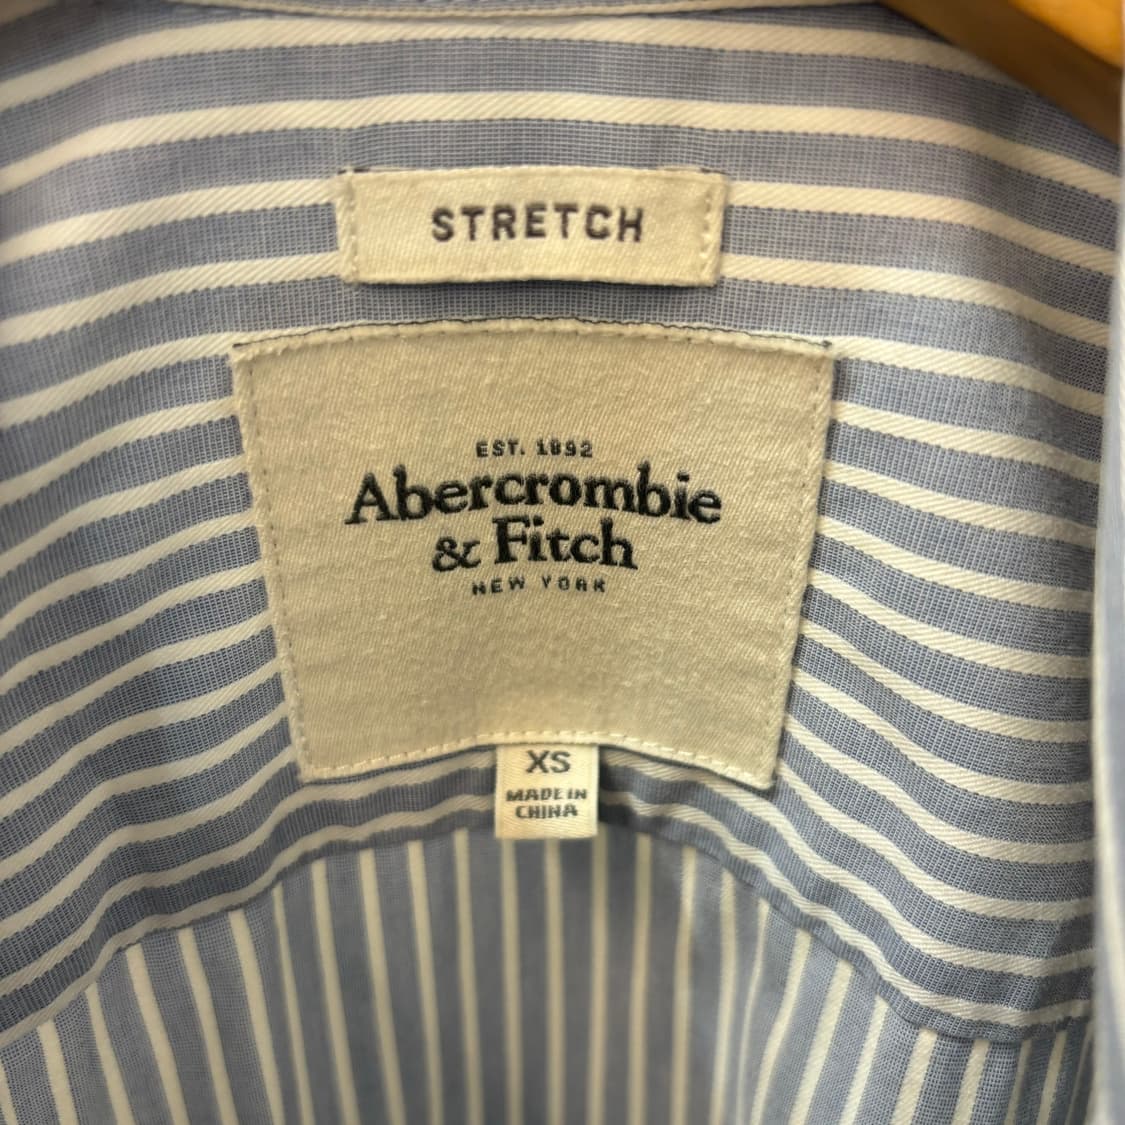 STRETCH
EST. 1892
Abercrombie
& Fitch
NEW YORK
XS
MADE IN
CHINA